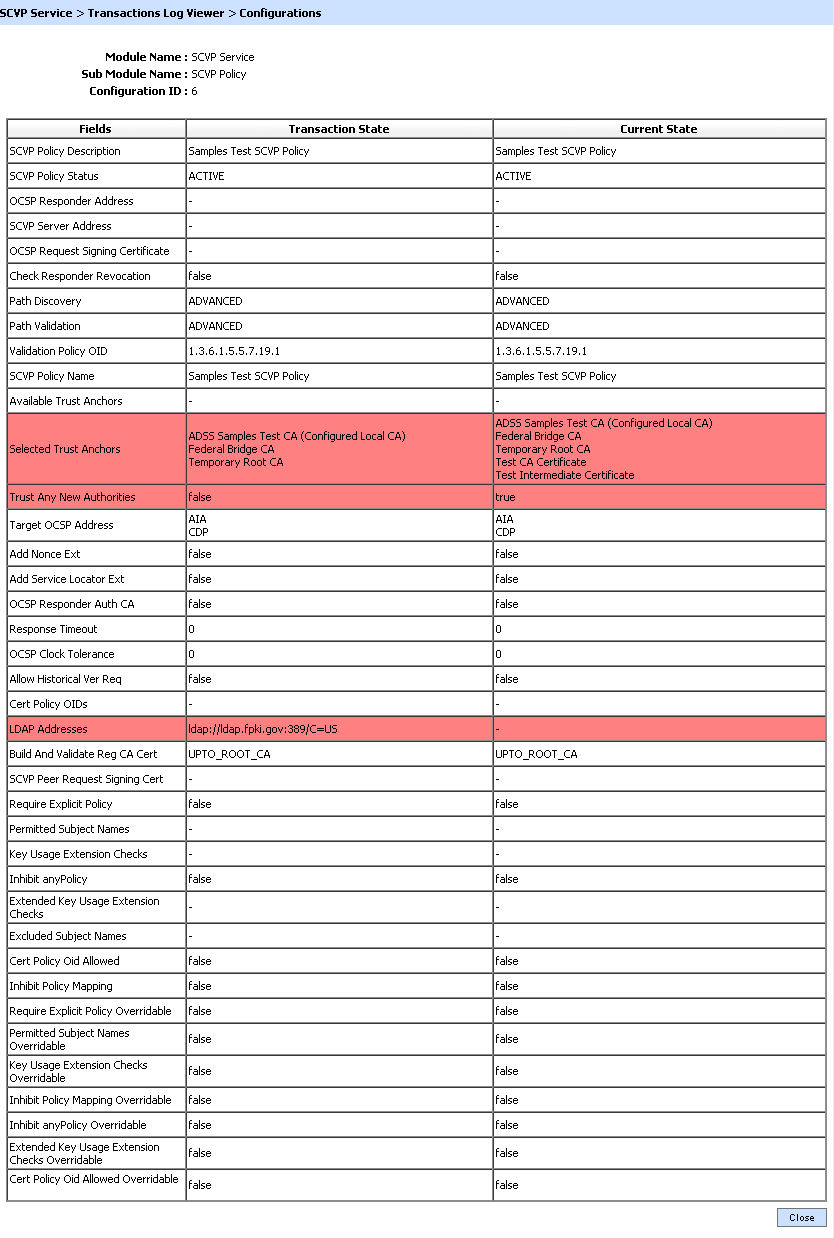 SCVP Service > Transactions Log Viewer > Configurations
Module Name : SCVP Service
Sub Module Name : SCVP Policy
Configuration ID : 6
Fields Transaction State Current State
SCVP Policy Description Samples Test SCVP Policy Samples Test SCVP Policy
SCVP Policy Status ACTIVE ACTIVE
OCSP Responder Address - -
SCVP Server Address - -
OCSP Request Signing Certificate - -
Check Responder Revocation false false
Path Discovery ADVANCED ADVANCED
Path Validation ADVANCED ADVANCED
Validation Policy OID 1.3.6.1.5.5.7.19.1 1.3.6.1.5.5.7.19.1
SCVP Policy Name Samples Test SCVP Policy Samples Test SCVP Policy
Available Trust Anchors - -
Selected Trust Anchors
ADSS Samples Test CA (Configured Local CA)
Federal Bridge CA
Temporary Root CA
ADSS Samples Test CA (Configured Local CA)
Federal Bridge CA
Temporary Root CA
Test CA Certificate
Test Intermediate Certificate
Trust Any New Authorities false true
Target OCSP Address
AIA
CDP
AIA
CDP
Add Nonce Ext false false
Add Service Locator Ext false false
OCSP Responder Auth CA false false
Response Timeout 0 0
OCSP Clock Tolerance 0 0
Allow Historical Ver Req false false
Cert Policy OIDs - -
LDAP Addresses ldap://ldap.fpki.gov:389/C=US -
Build And Validate Reg CA Cert UPTO_ROOT_CA UPTO_ROOT_CA
SCVP Peer Request Signing Cert - -
Require Explicit Policy false false
Permitted Subject Names - -
Key Usage Extension Checks - -
Inhibit anyPolicy false false
Extended Key Usage Extension
Checks - -
Excluded Subject Names - -
Cert Policy Oid Allowed false false
Inhibit Policy Mapping false false
Require Explicit Policy Overridable false false
Permitted Subject Names
Overridable false false
Key Usage Extension Checks
Overridable false false
Inhibit Policy Mapping Overridable false false
Inhibit anyPolicy Overridable false false
Extended Key Usage Extension
Checks Overridable false false
Cert Policy Oid Allowed Overridable false false
Close